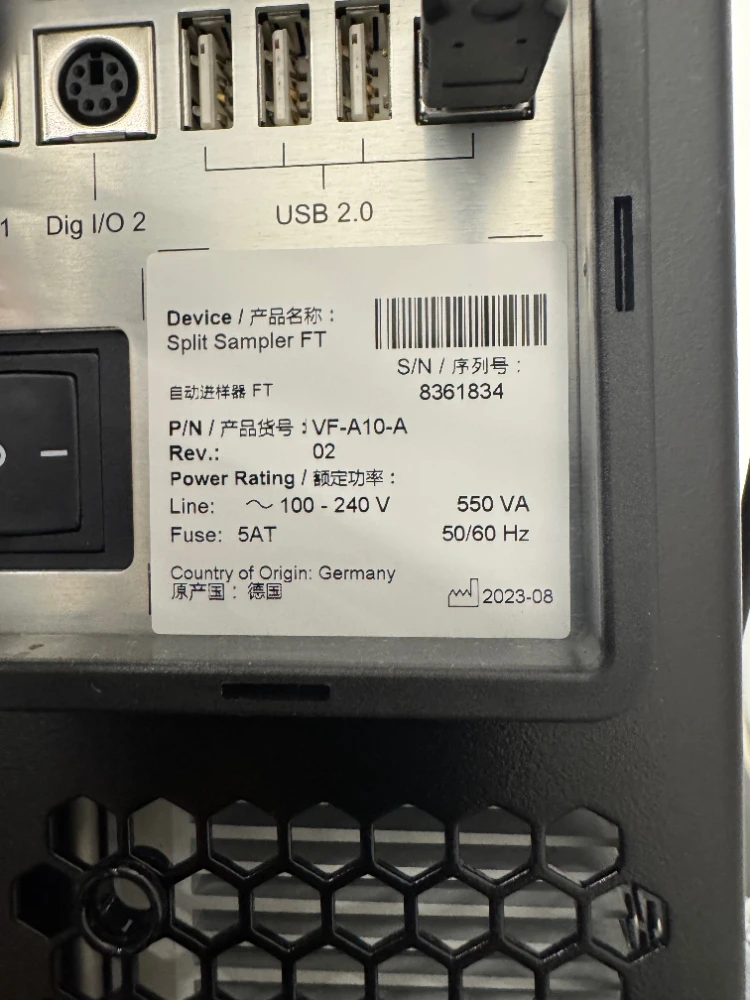 1 Dig I/O 2
USB 2.0
Device / 产品名称：
Split Sampler FT
S/N / 序列号：
自动进样器 FT
8361834
P/N / 产品货号：VF-A10-A
Rev.: 02
Power Rating / 额定功率：
Line: ～ 100 - 240 V 550 VA
Fuse: 5AT 50/60 Hz
Country of Origin: Germany
原产国：德国
2023-08